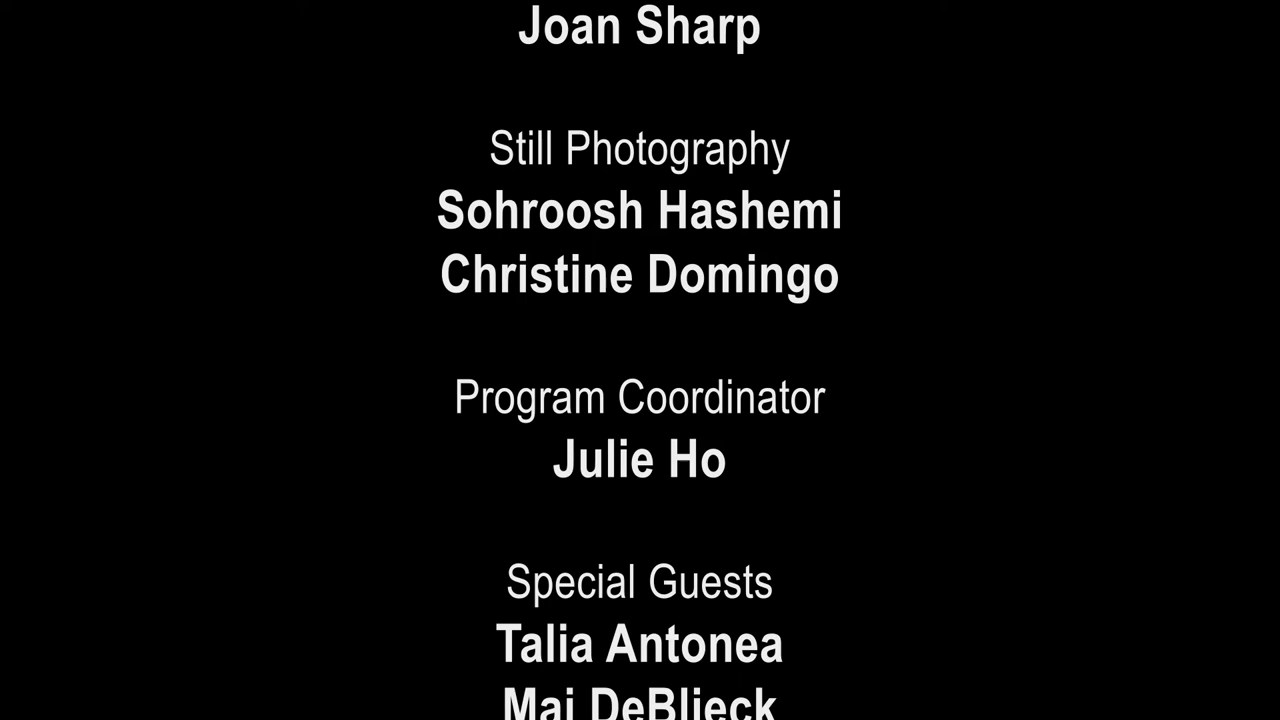 Joan Sharp
Still Photography
Sohroosh Hashemi
Christine Domingo
Program Coordinator
Julie Ho
Special Guests
Talia Antonea
Mai DeBlieck